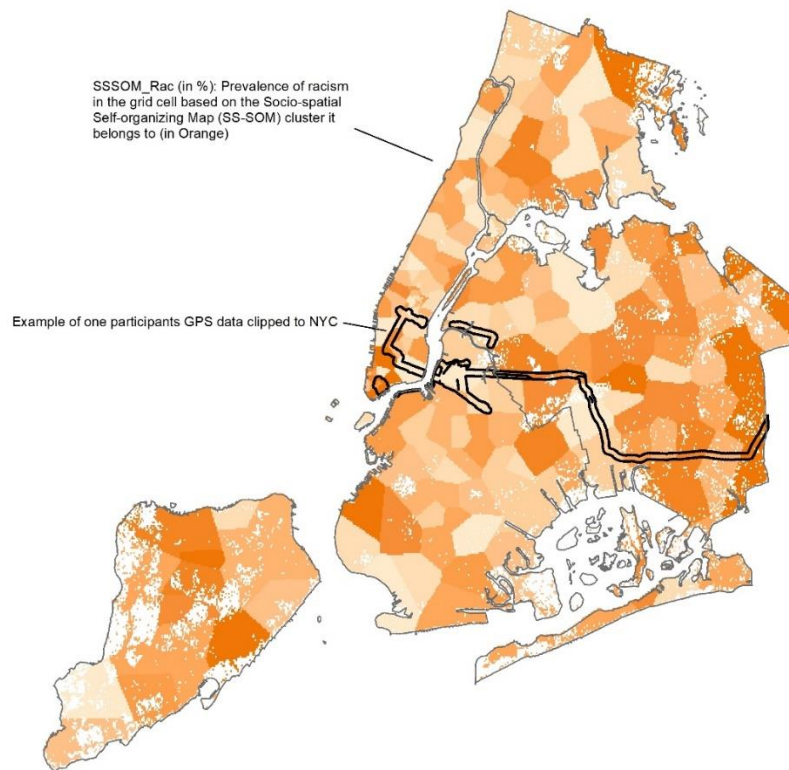 SSSOM_Rac (in %): Prevalence of racism
in the grid cell based on the Socio-spatial
Self-organizing Map (SS-SOM) cluster it
belongs to (in Orange)
Example of one participants GPS data clipped to NYC